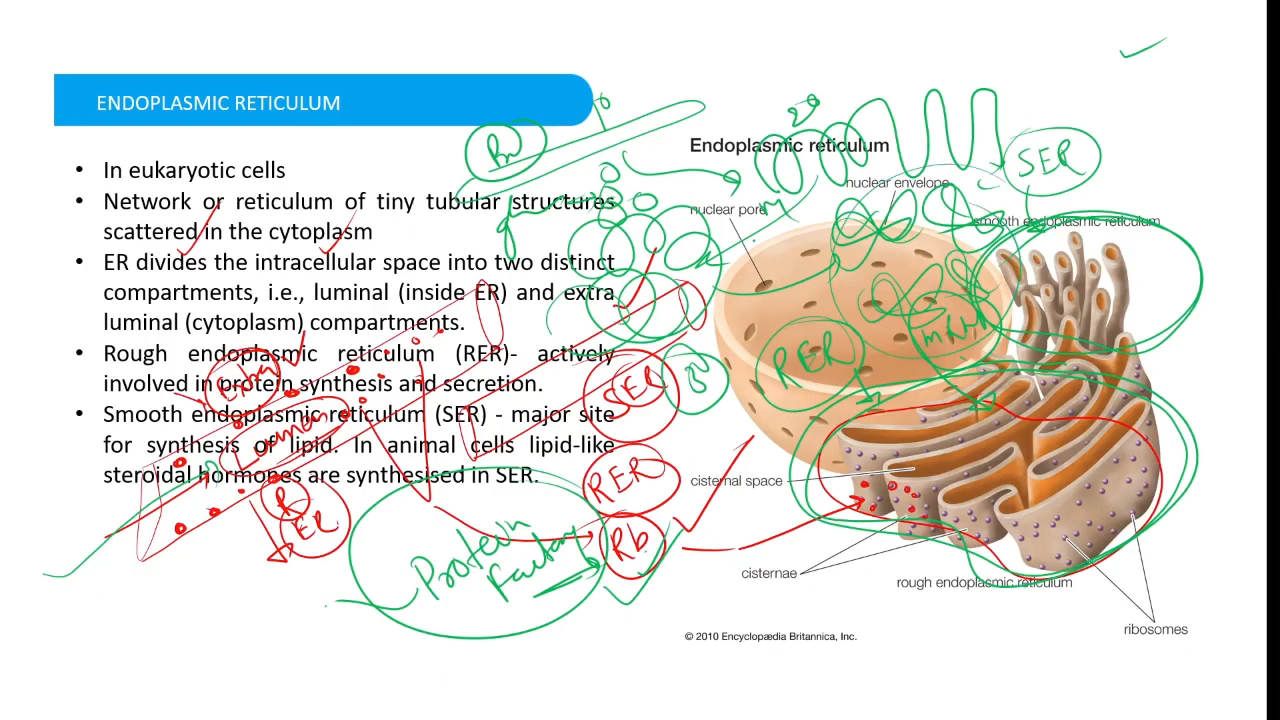 ENDOPLASMIC RETICULUM
• In eukaryotic cells
• Network or reticulum of tiny tubular structures
scattered in the cytoplasm
• ER divides the intracellular space into two distinct
compartments, i.e., luminal (inside ER) and extra
luminal (cytoplasm) compartments.
• Rough endoplasmic reticulum (RER)- actively
involved in protein synthesis and secretion.
• Smooth endoplasmic reticulum (SER) - major site
for synthesis of lipid. In animal cells lipid-like
steroidal hormones are synthesised in SER.
Extra
Lumen
R
ER
SER
RER
Rb
Protein
factory
Endoplasmic reticulum
nuclear envelope
nuclear pore
SER
smooth endoplasmic reticulum
RER
mRNA
cisternal space
cisternae
rough endoplasmic reticulum
ribosomes
© 2010 Encyclopædia Britannica, Inc.